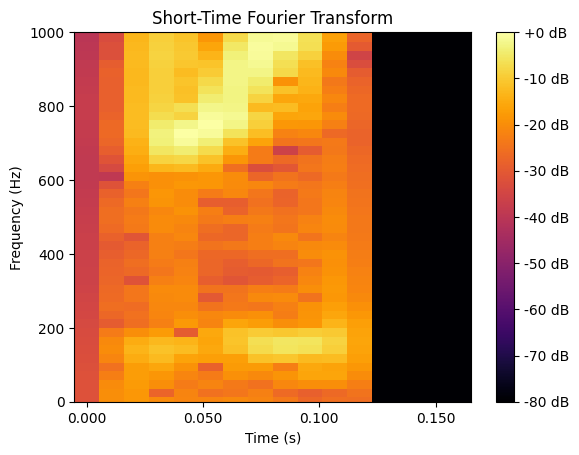 Short-Time Fourier Transform
Frequency (Hz)
1000
800
600
400
200
0
0.000
0.050
0.100
0.150
Time (s)
+0 dB
-10 dB
-20 dB
-30 dB
-40 dB
-50 dB
-60 dB
-70 dB
-80 dB